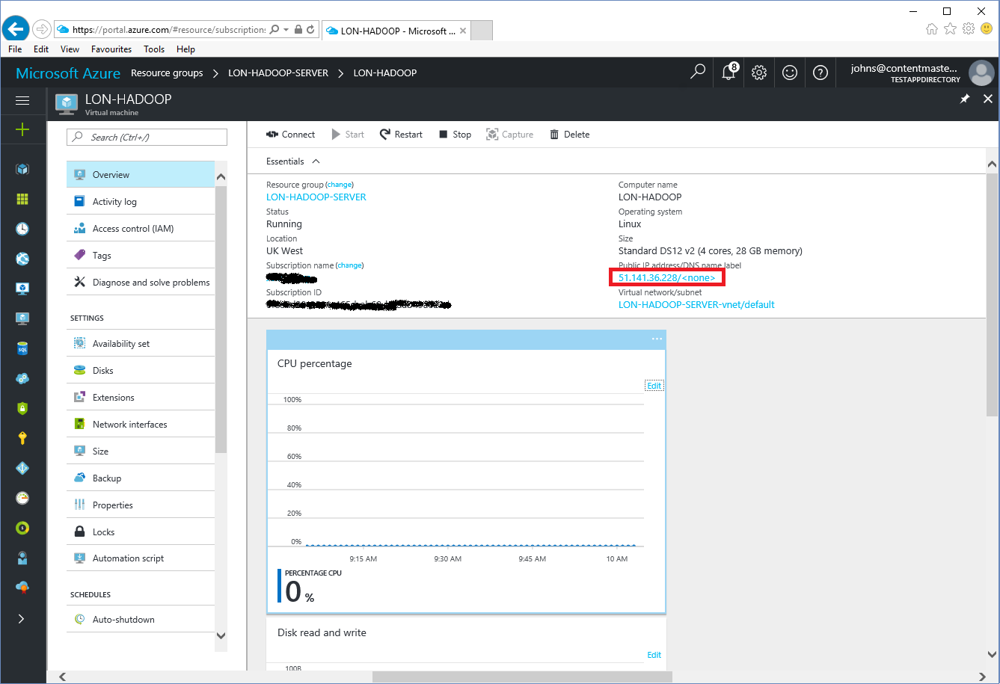 https://portal.azure.com/#resource/subscriptions
LON-HADOOP - Microsoft ...
File Edit View Favourites Tools Help
Microsoft Azure Resource groups > LON-HADOOP-SERVER > LON-HADOOP
8
johns@contentmaste...
TESTAPPDIRECTORY
LON-HADOOP
Virtual machine
Search (Ctrl+/)
Overview
Activity log
Access control (IAM)
Tags
Diagnose and solve problems
SETTINGS
Availability set
Disks
Extensions
Network interfaces
Size
Backup
Properties
Locks
Automation script
SCHEDULES
Auto-shutdown
SQL
Connect Start Restart Stop Capture Delete
Essentials
Resource group (change)
LON-HADOOP-SERVER
Status
Running
Location
UK West
Subscription name (change)
Subscription ID
Computer name
LON-HADOOP
Operating system
Linux
Size
Standard DS12 v2 (4 cores, 28 GB memory)
Public IP address/DNS name label
51.141.36.228/<none>
Virtual network/subnet
LON-HADOOP-SERVER-vnet/default
...
CPU percentage
Edit
100%
80%
60%
40%
20%
0%
9:15 AM 9:30 AM 9:45 AM 10 AM
PERCENTAGE CPU
0 %
Disk read and write
Edit
100B